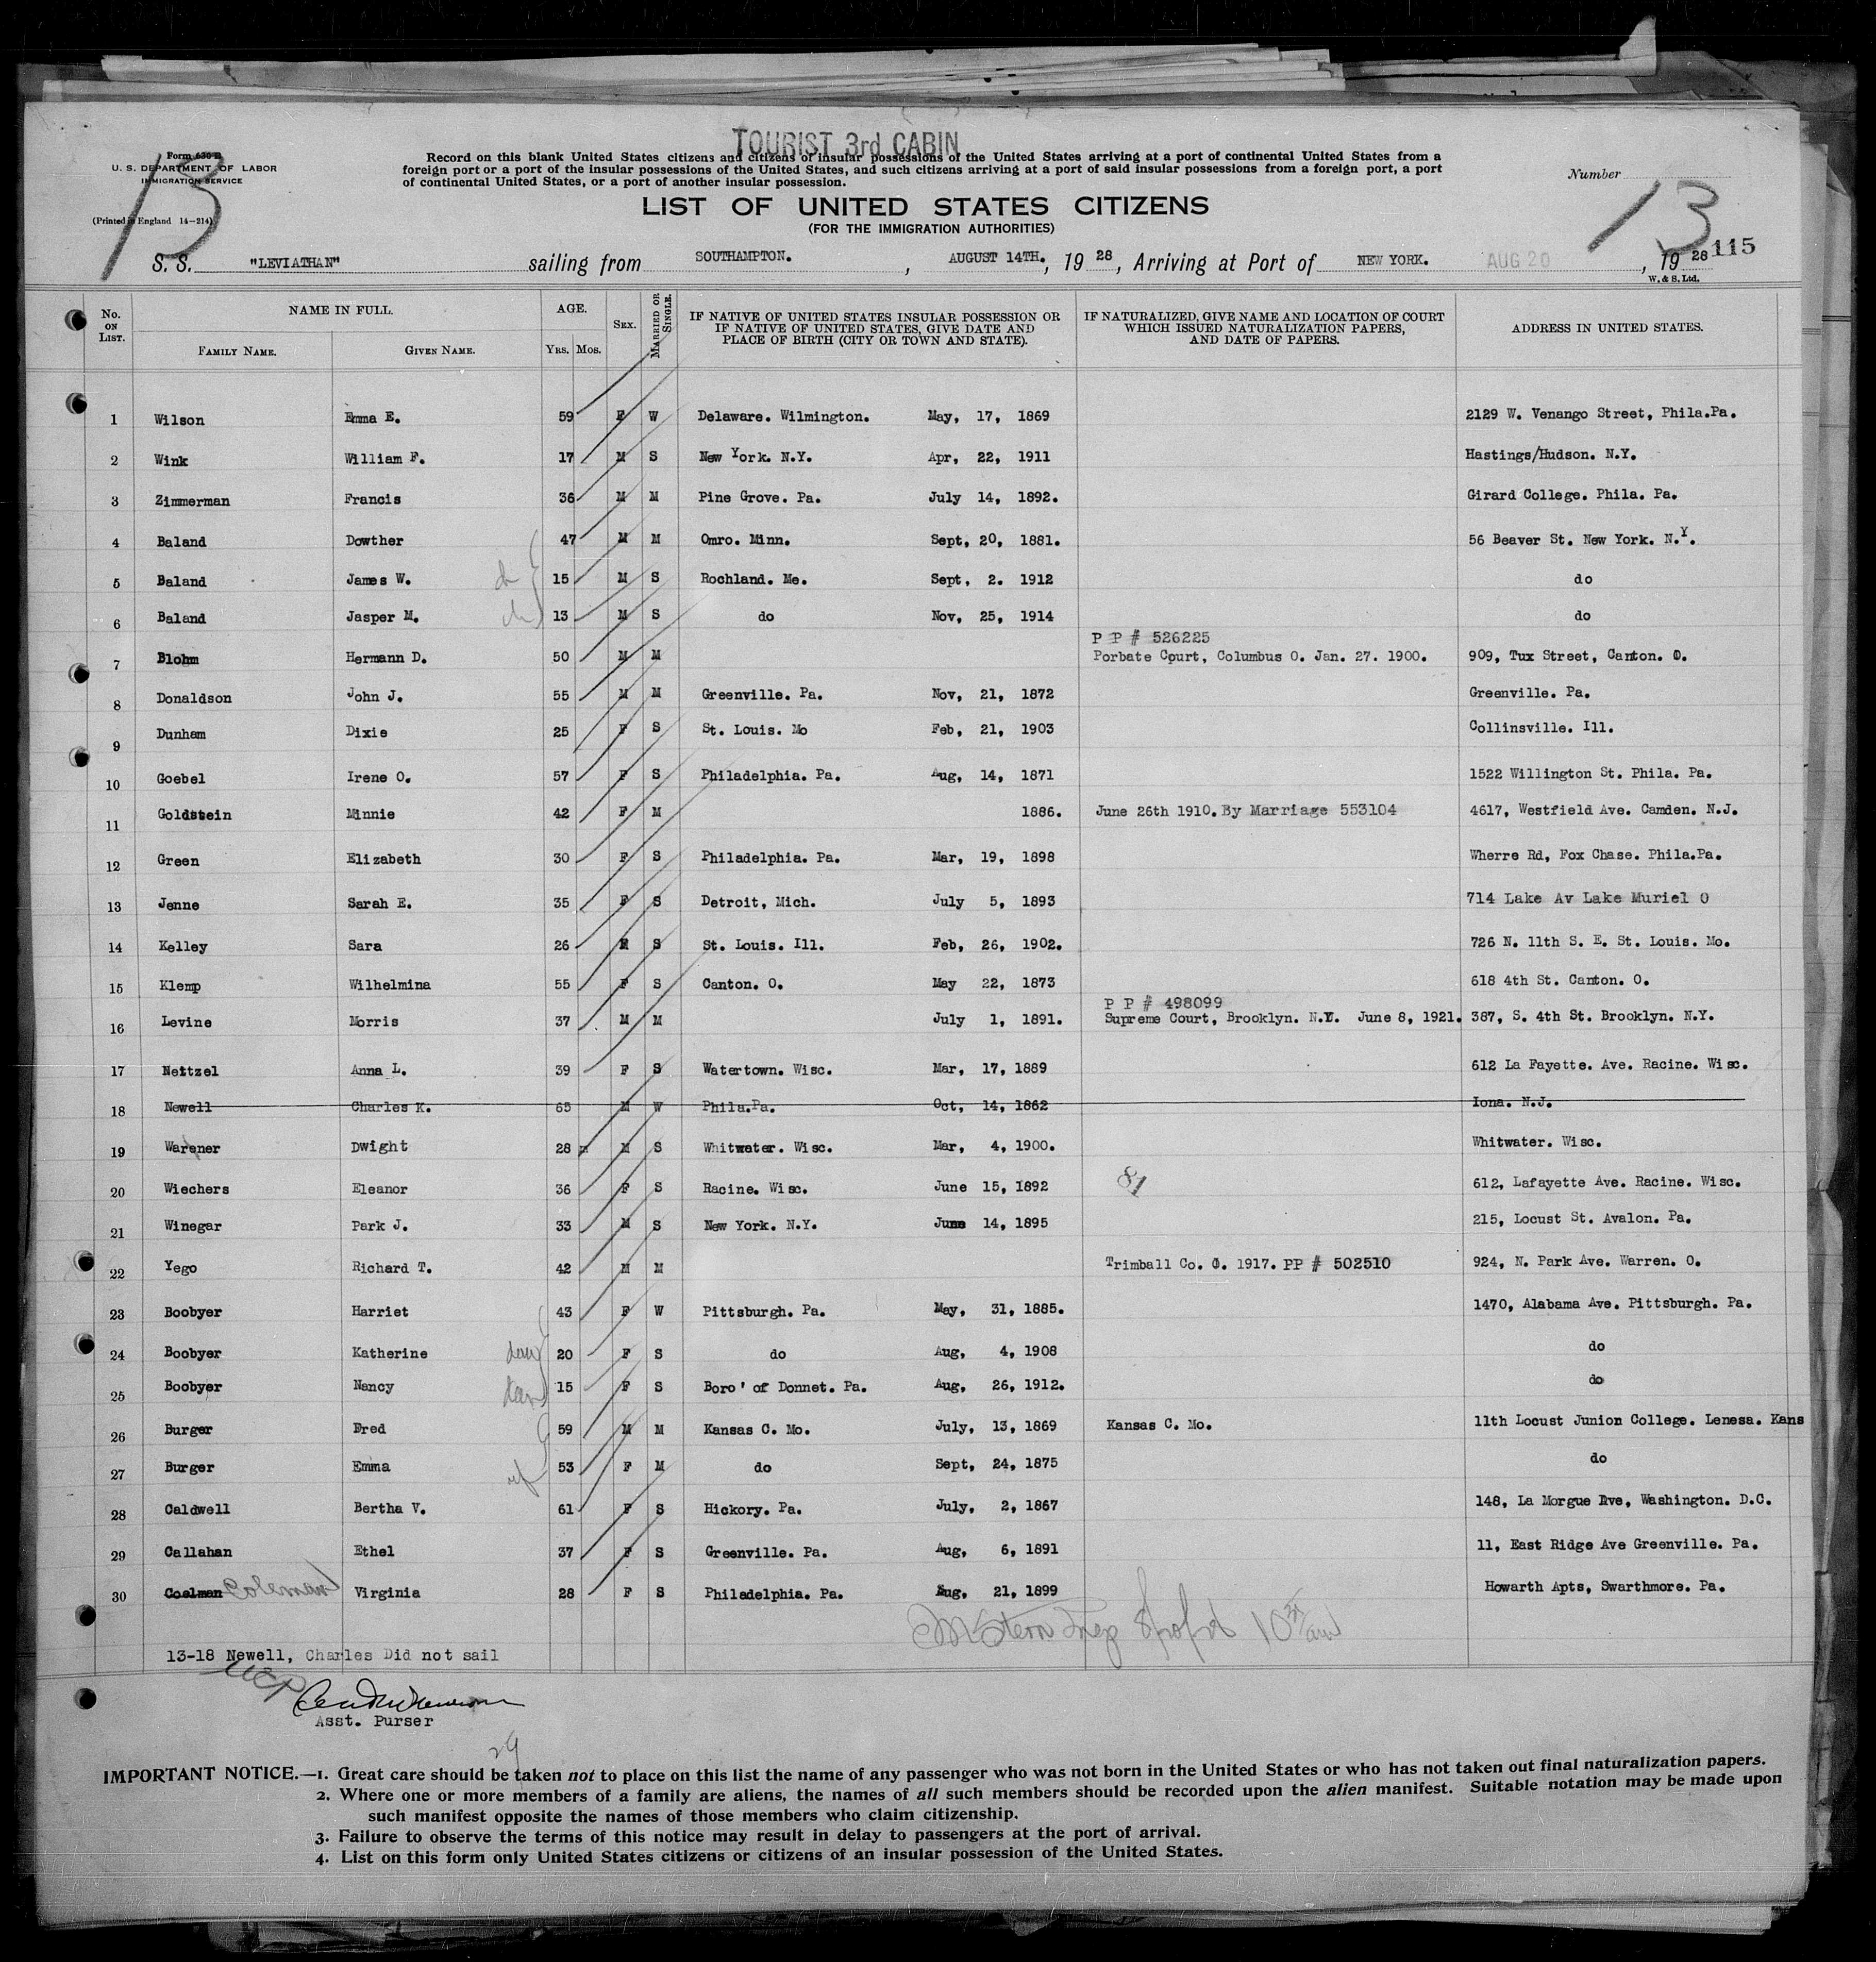 TOURIST 3rd CABIN
Form 630 B
U. S. DEPARTMENT OF LABOR
IMMIGRATION SERVICE
(Printed in England 14—214)
13
Record on this blank United States citizens and citizens of insular possessions of the United States arriving at a port of continental United States from a
foreign port or a port of the insular possessions of the United States, and such citizens arriving at a port of said insular possessions from a foreign port, a port
of continental United States, or a port of another insular possession.
Number
13
LIST OF UNITED STATES CITIZENS
(FOR THE IMMIGRATION AUTHORITIES)
115
S. S. "LEVIATHAN" sailing from SOUTHAMPTON. , AUGUST 14TH. , 19 28 , Arriving at Port of NEW YORK. AUG 20 , 19 28
W. & S. Ltd.
No. ON LIST. NAME IN FULL. FAMILY NAME. GIVEN NAME. AGE. YRS. MOS. SEX. MARRIED OR SINGLE. IF NATIVE OF UNITED STATES INSULAR POSSESSION OR IF NATIVE OF UNITED STATES, GIVE DATE AND PLACE OF BIRTH (CITY OR TOWN AND STATE). IF NATURALIZED, GIVE NAME AND LOCATION OF COURT WHICH ISSUED NATURALIZATION PAPERS, AND DATE OF PAPERS. ADDRESS IN UNITED STATES.
1 Wilson Emma E. 59 F W Delaware. Wilmington. May, 17, 1869 2129 W. Venango Street, Phila.Pa.
2 Wink William F. 17 M S New York. N.Y. Apr, 22, 1911 Hastings/Hudson. N.Y.
3 Zimmerman Francis 36 M M Pine Grove. Pa. July 14, 1892. Girard College. Phila. Pa.
4 Baland Dowther 47 M M Omro. Minn. Sept, 20, 1881. 56 Beaver St. New York. N.Y.
5 Baland James W. 15 M S Rochland. Me. Sept, 2. 1912 do
6 Baland Jasper M. 13 M S do Nov, 25, 1914 do
P P # 526225
7 Blohm Hermann D. 50 M M Porbate Court, Columbus O. Jan. 27. 1900. 909, Tux Street, Canton. O.
8 Donaldson John J. 55 M M Greenville. Pa. Nov, 21, 1872 Greenville. Pa.
9 Dunham Dixie 25 F S St. Louis. Mo Feb, 21, 1903 Collinsville. Ill.
10 Goebel Irene O. 57 F S Philadelphia. Pa. Aug, 14, 1871 1522 Willington St. Phila. Pa.
11 Goldstein Minnie 42 F M 1886. June 26th 1910. By Marriage 553104 4617, Westfield Ave. Camden. N.J.
12 Green Elizabeth 30 F S Philadelphia. Pa. Mar, 19, 1898 Wherre Rd, Fox Chase. Phila.Pa.
13 Jenne Sarah E. 35 F S Detroit, Mich. July 5, 1893 714 Lake Av Lake Muriel O
14 Kelley Sara 26 S St. Louis. Ill. Feb, 26, 1902. 726 N. 11th S. E. St. Louis. Mo.
15 Klemp Wilhelmina 55 F S Canton. O. May 22, 1873 618 4th St. Canton. O.
P P # 498099
16 Levine Morris 37 M M July 1, 1891. Supreme Court, Brooklyn. N.Y. June 8, 1921. 387, S. 4th St. Brooklyn. N.Y.
17 Neitzel Anna L. 39 F S Watertown. Wisc. Mar, 17, 1889 612 La Fayette. Ave. Racine. Wisc.
18 Newell Charles K. 65 M W Phila.Pa. Oct, 14, 1862 Iona. N.J.
19 Warener Dwight 28 M S Whitwater. Wisc. Mar, 4, 1900. Whitwater. Wisc.
20 Wiechers Eleanor 36 F S Racine. Wisc. June 15, 1892 81 612, Lafayette Ave. Racine. Wisc.
21 Winegar Park J. 33 M S New York. N.Y. June 14, 1895 215, Locust St. Avalon. Pa.
22 Yego Richard T. 42 M M Trimball Co. O. 1917. PP # 502510 924, N. Park Ave. Warren. O.
23 Boobyer Harriet 43 F W Pittsburgh. Pa. May, 31, 1885. 1470, Alabama Ave. Pittsburgh. Pa.
24 Boobyer Katherine dau 20 F S do Aug, 4, 1908 do
25 Boobyer Nancy dau 15 F S Boro' of Donnet. Pa. Aug, 26, 1912. do
26 Burger Fred 59 M M Kansas C. Mo. July, 13, 1869 Kansas C. Mo. 11th Locust Junion College. Lenesa. Kans
27 Burger Emma wf 53 F M do Sept, 24, 1875 do
28 Caldwell Bertha V. 61 F S Hickory. Pa. July, 2, 1867 148, La Morgue Rve, Washington. D.C.
29 Callahan Ethel 37 F S Greenville. Pa. Aug, 6, 1891 11, East Ridge Ave Greenville. Pa.
30 Coelman Coleman Virginia 28 F S Philadelphia. Pa. Aug. 21, 1899 Howarth Apts, Swarthmore. Pa.
13-18 Newell, Charles Did not sail
Asst. Purser
29
IMPORTANT NOTICE.—1. Great care should be taken not to place on this list the name of any passenger who was not born in the United States or who has not taken out final naturalization papers.
2. Where one or more members of a family are aliens, the names of all such members should be recorded upon the alien manifest. Suitable notation may be made upon
such manifest opposite the names of those members who claim citizenship.
3. Failure to observe the terms of this notice may result in delay to passengers at the port of arrival.
4. List on this form only United States citizens or citizens of an insular possession of the United States.